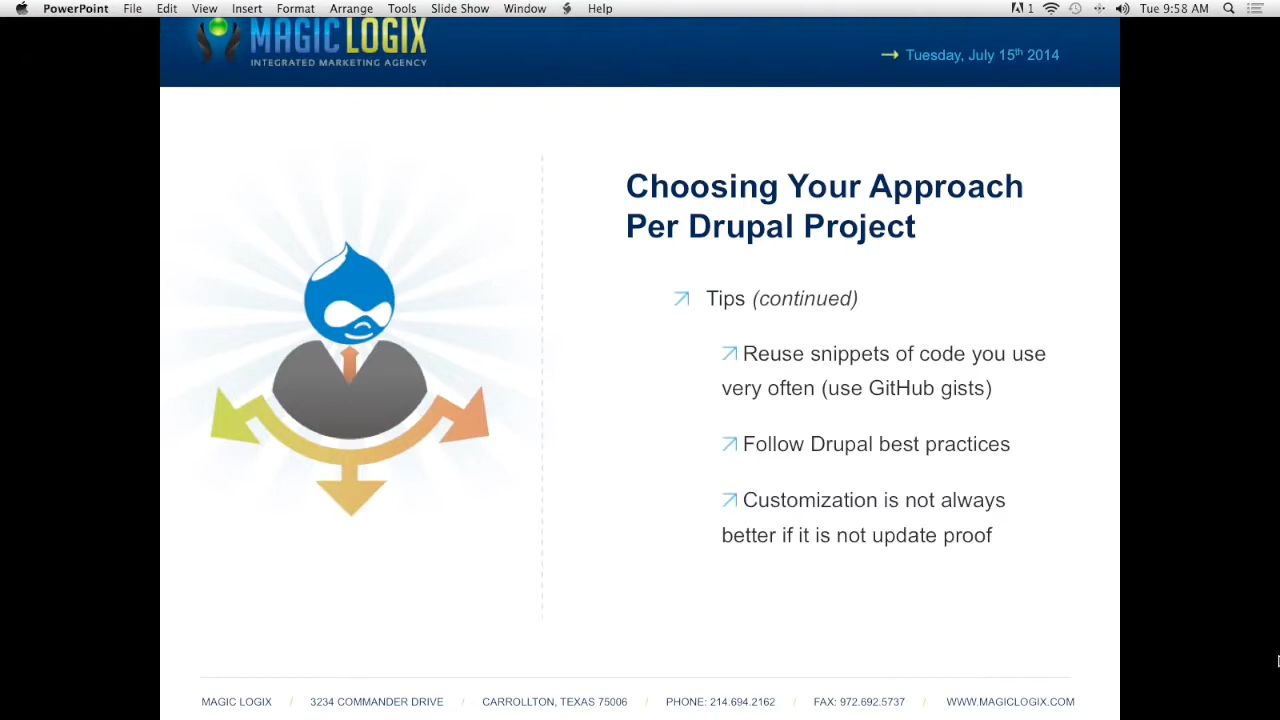 PowerPoint File Edit View Insert Format Arrange Tools Slide Show Window Help 1 Tue 9:58 AM
MAGIC LOGIX
INTEGRATED MARKETING AGENCY
Tuesday, July 15th 2014
Choosing Your Approach
Per Drupal Project
Tips (continued)
Reuse snippets of code you use
very often (use GitHub gists)
Follow Drupal best practices
Customization is not always
better if it is not update proof
MAGIC LOGIX / 3234 COMMANDER DRIVE / CARROLLTON, TEXAS 75006 / PHONE: 214.694.2162 / FAX: 972.692.5737 / WWW.MAGICLOGIX.COM